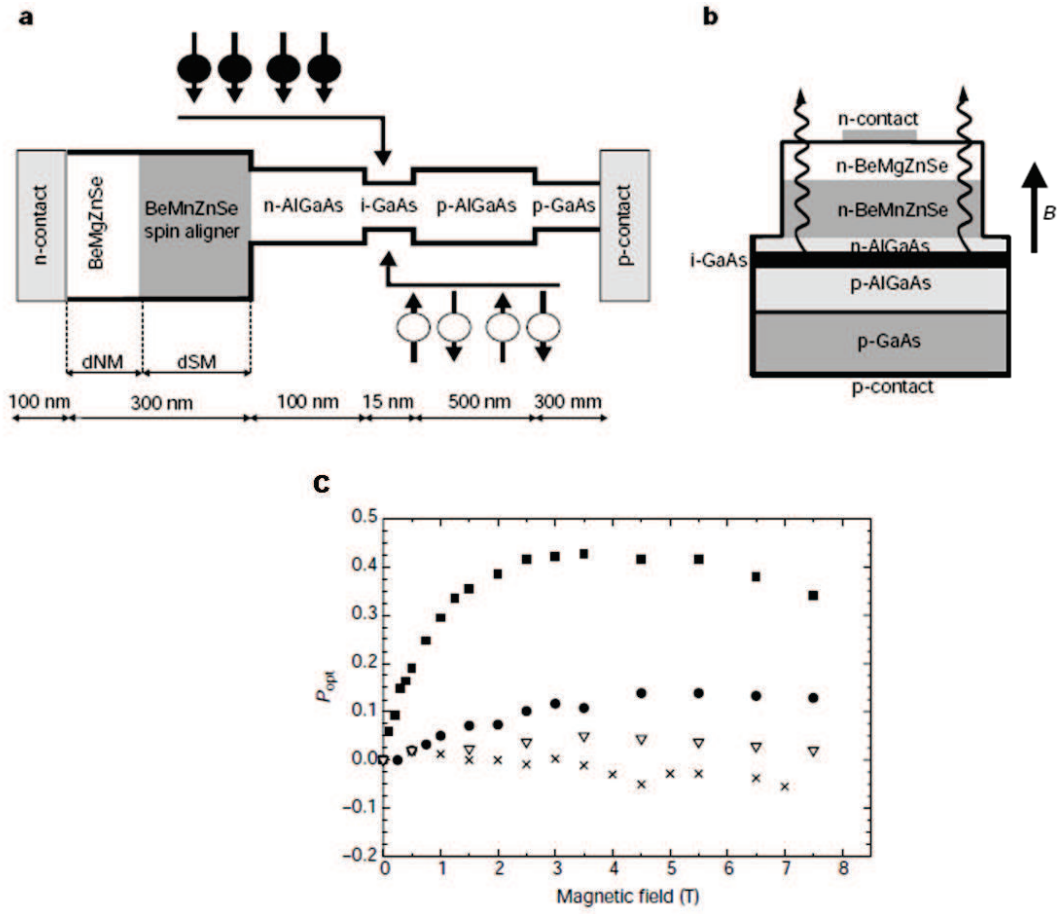 a
n-contact
BeMgZnSe
BeMnZnSe
spin aligner
n-AlGaAs
i-GaAs
p-AlGaAs
p-GaAs
p-contact
dNM
dSM
100 nm
300 nm
100 nm
15 nm
500 nm
300 mm
b
n-contact
n-BeMgZnSe
n-BeMnZnSe
n-AlGaAs
i-GaAs
p-AlGaAs
p-GaAs
p-contact
B
c
0.5
0.4
0.3
0.2
0.1
0.0
−0.1
−0.2
Popt
0 1 2 3 4 5 6 7 8
Magnetic field (T)